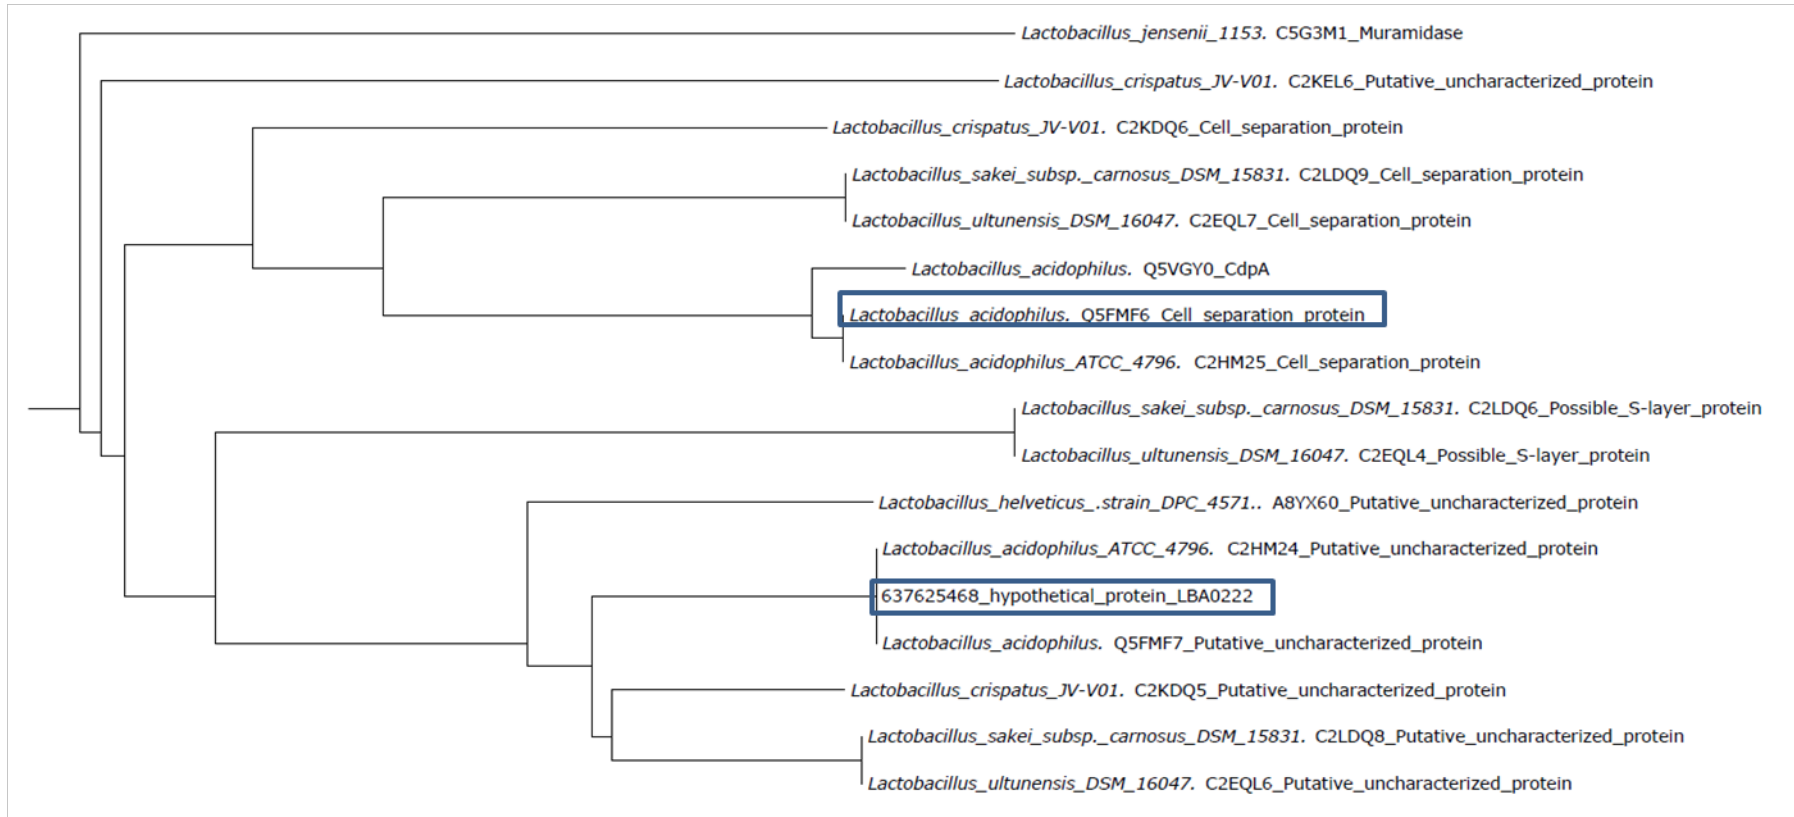 Lactobacillus_jensenii_1153. C5G3M1_Muramidase
Lactobacillus_crispatus_JV-V01. C2KEL6_Putative_uncharacterized_protein
Lactobacillus_crispatus_JV-V01. C2KDQ6_Cell_separation_protein
Lactobacillus_sakei_subsp._carnosus_DSM_15831. C2LDQ9_Cell_separation_protein
Lactobacillus_ultunensis_DSM_16047. C2EQL7_Cell_separation_protein
Lactobacillus_acidophilus. Q5VGY0_CdpA
Lactobacillus_acidophilus. Q5FMF6_Cell_separation_protein
Lactobacillus_acidophilus_ATCC_4796. C2HM25_Cell_separation_protein
Lactobacillus_sakei_subsp._carnosus_DSM_15831. C2LDQ6_Possible_S-layer_protein
Lactobacillus_ultunensis_DSM_16047. C2EQL4_Possible_S-layer_protein
Lactobacillus_helveticus_.strain_DPC_4571.. A8YX60_Putative_uncharacterized_protein
Lactobacillus_acidophilus_ATCC_4796. C2HM24_Putative_uncharacterized_protein
637625468_hypothetical_protein_LBA0222
Lactobacillus_acidophilus. Q5FMF7_Putative_uncharacterized_protein
Lactobacillus_crispatus_JV-V01. C2KDQ5_Putative_uncharacterized_protein
Lactobacillus_sakei_subsp._carnosus_DSM_15831. C2LDQ8_Putative_uncharacterized_protein
Lactobacillus_ultunensis_DSM_16047. C2EQL6_Putative_uncharacterized_protein